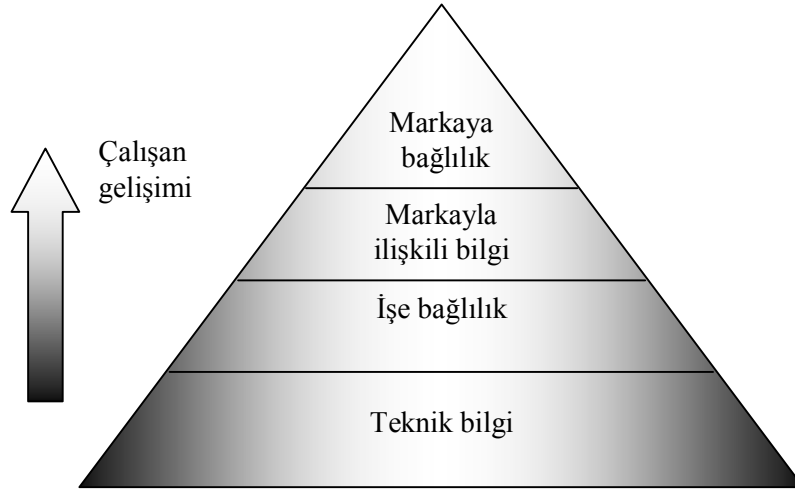 Çalışan
gelişimi
Markaya
bağlılık
Markayla
ilişkili bilgi
İşe bağlılık
Teknik bilgi